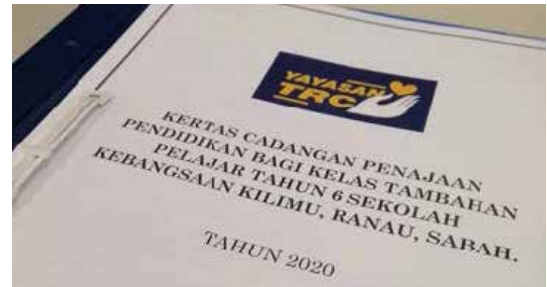 YAYASAN
TRC
KERTAS CADANGAN PENAJAAN
PENDIDIKAN BAGI KELAS TAMBAHAN
PELAJAR TAHUN 6 SEKOLAH
KEBANGSAAN KILIMU, RANAU, SABAH.
TAHUN 2020